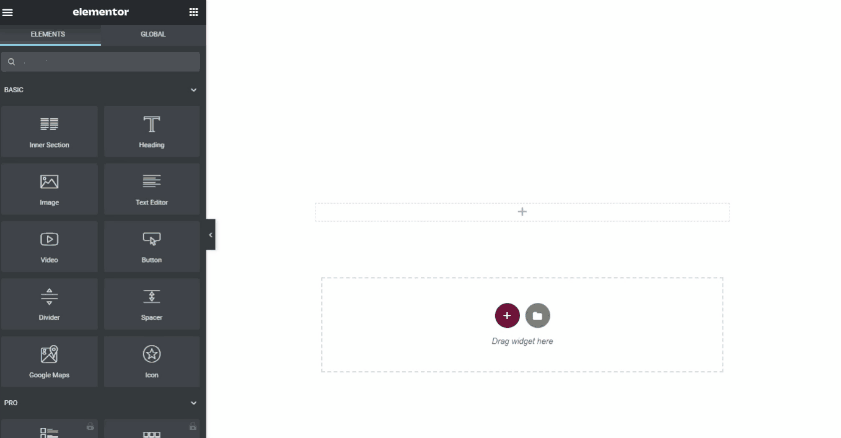 elementor
ELEMENTS GLOBAL
BASIC
Inner Section Heading
Image Text Editor
Video Button
Divider Spacer
Google Maps Icon
PRO
Drag widget here